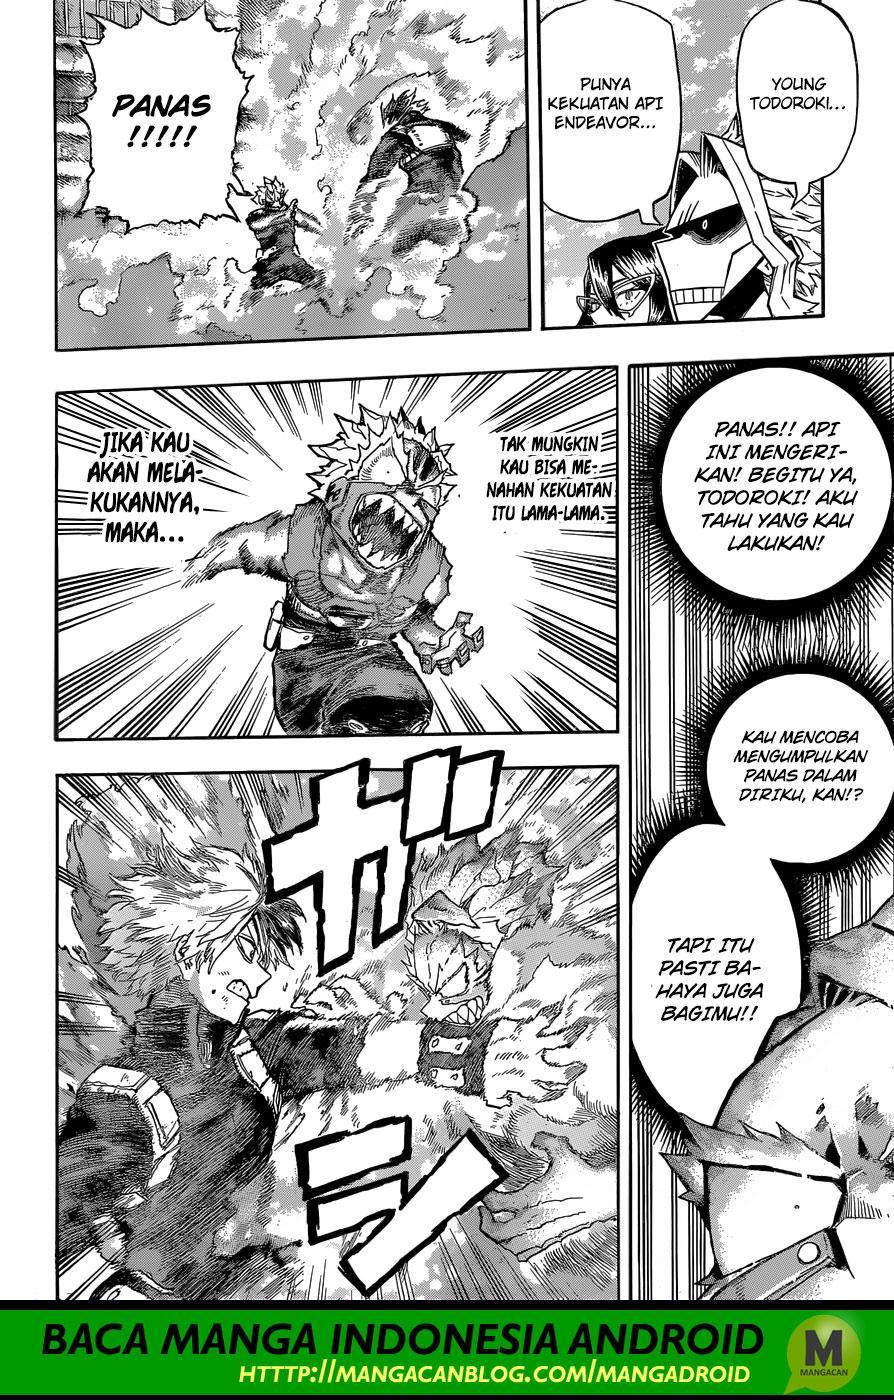 YOUNG
TODOROKI...
PUNYA
KEKUATAN API
ENDEAVOR...
PANAS
!!!!!
PANAS!! API
INI MENGERI-
KAN! BEGITU YA,
TODOROKI! AKU
TAHU YANG KAU
LAKUKAN!
KAU MENCOBA
MENGUMPULKAN
PANAS DALAM
DIRIKU, KAN!?
TAPI ITU
PASTI BA-
HAYA JUGA
BAGIMU!!
TAK MUNGKIN
KAU BISA ME-
NAHAN KEKUATAN
ITU LAMA-LAMA.
JIKA KAU
AKAN MELA-
KUKANNYA,
MAKA...
ガシ
BACA MANGA INDONESIA ANDROID
HTTTP://MANGACANBLOG.COM/MANGADROID
M
MANGACAN